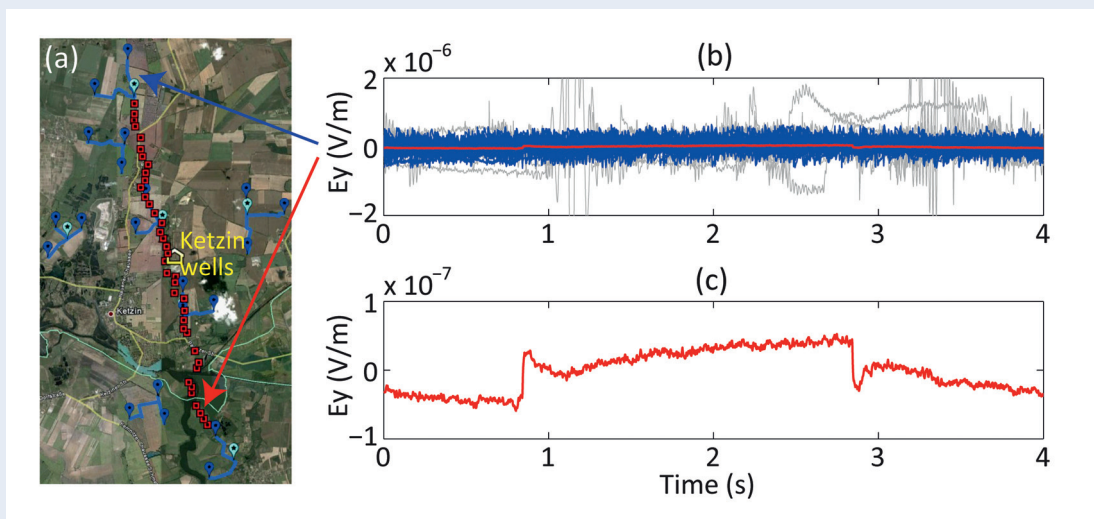 (a)
Ketzin
wells
Ketzin
(b)
x 10⁻⁶
Ey (V/m)
2
0
−2
0 1 2 3 4
(c)
x 10⁻⁷
Ey (V/m)
1
0
−1
0 1 2 3 4
Time (s)